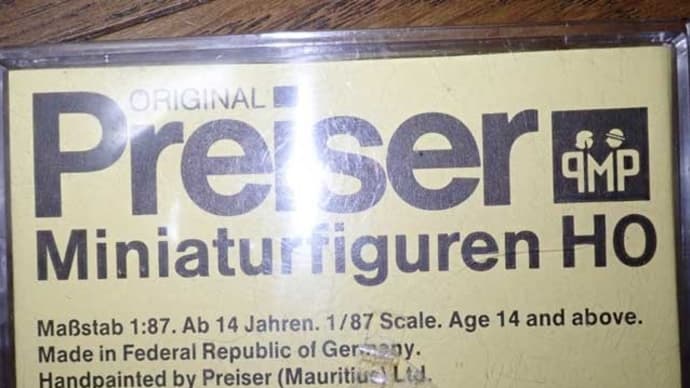 ORIGINAL
Preiser
PMP
Miniaturfiguren HO
Maßstab 1:87. Ab 14 Jahren. 1/87 Scale. Age 14 and above.
Made in Federal Republic of Germany.
Handpainted by Preiser (Mauritius) Ltd.